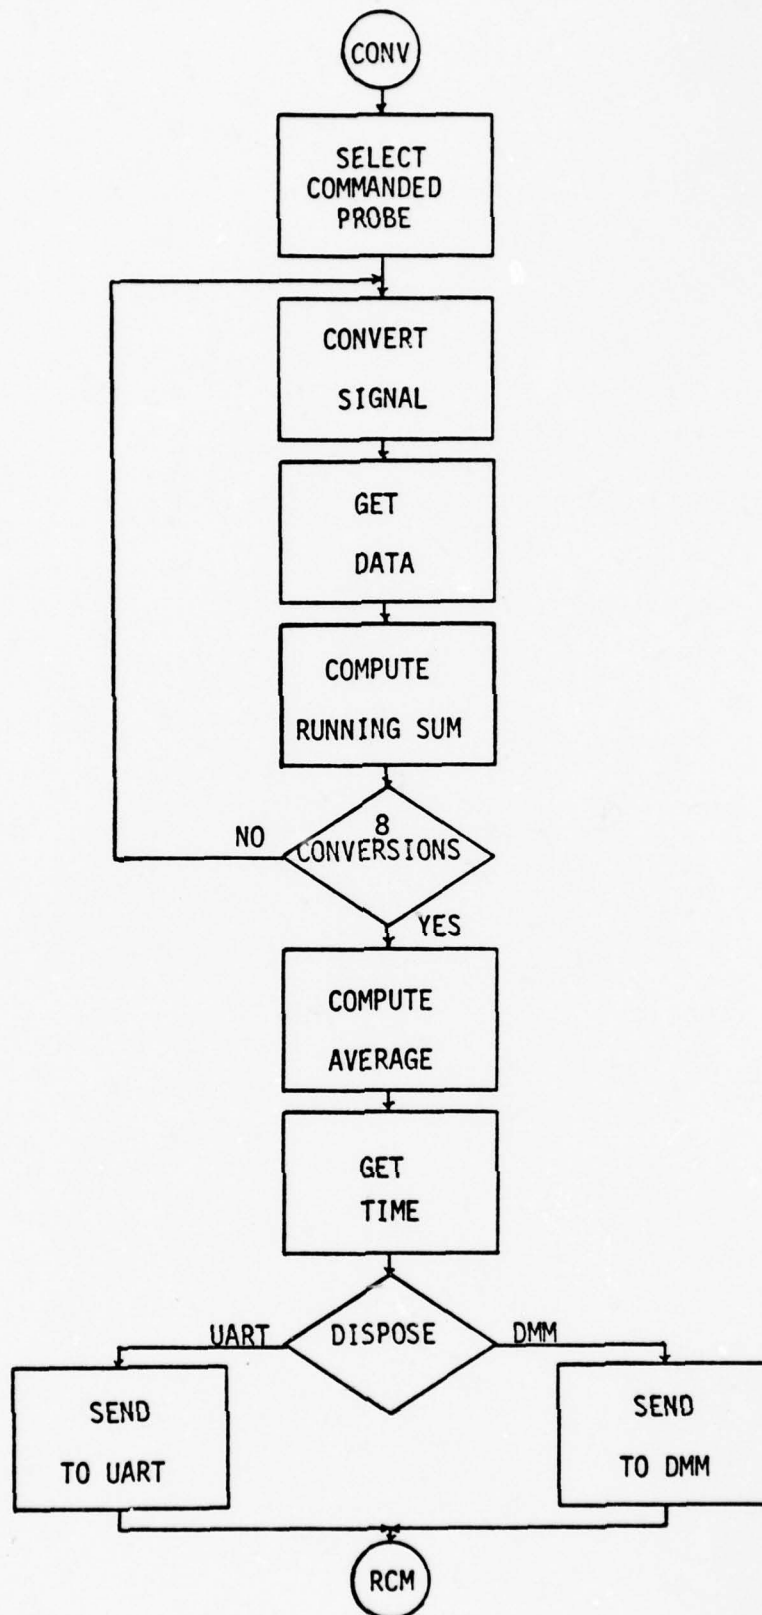 CONV
SELECT
COMMANDED
PROBE
CONVERT
SIGNAL
GET
DATA
COMPUTE
RUNNING SUM
8
CONVERSIONS
NO
YES
COMPUTE
AVERAGE
GET
TIME
DISPOSE
UART
DMM
SEND
TO UART
SEND
TO DMM
RCM